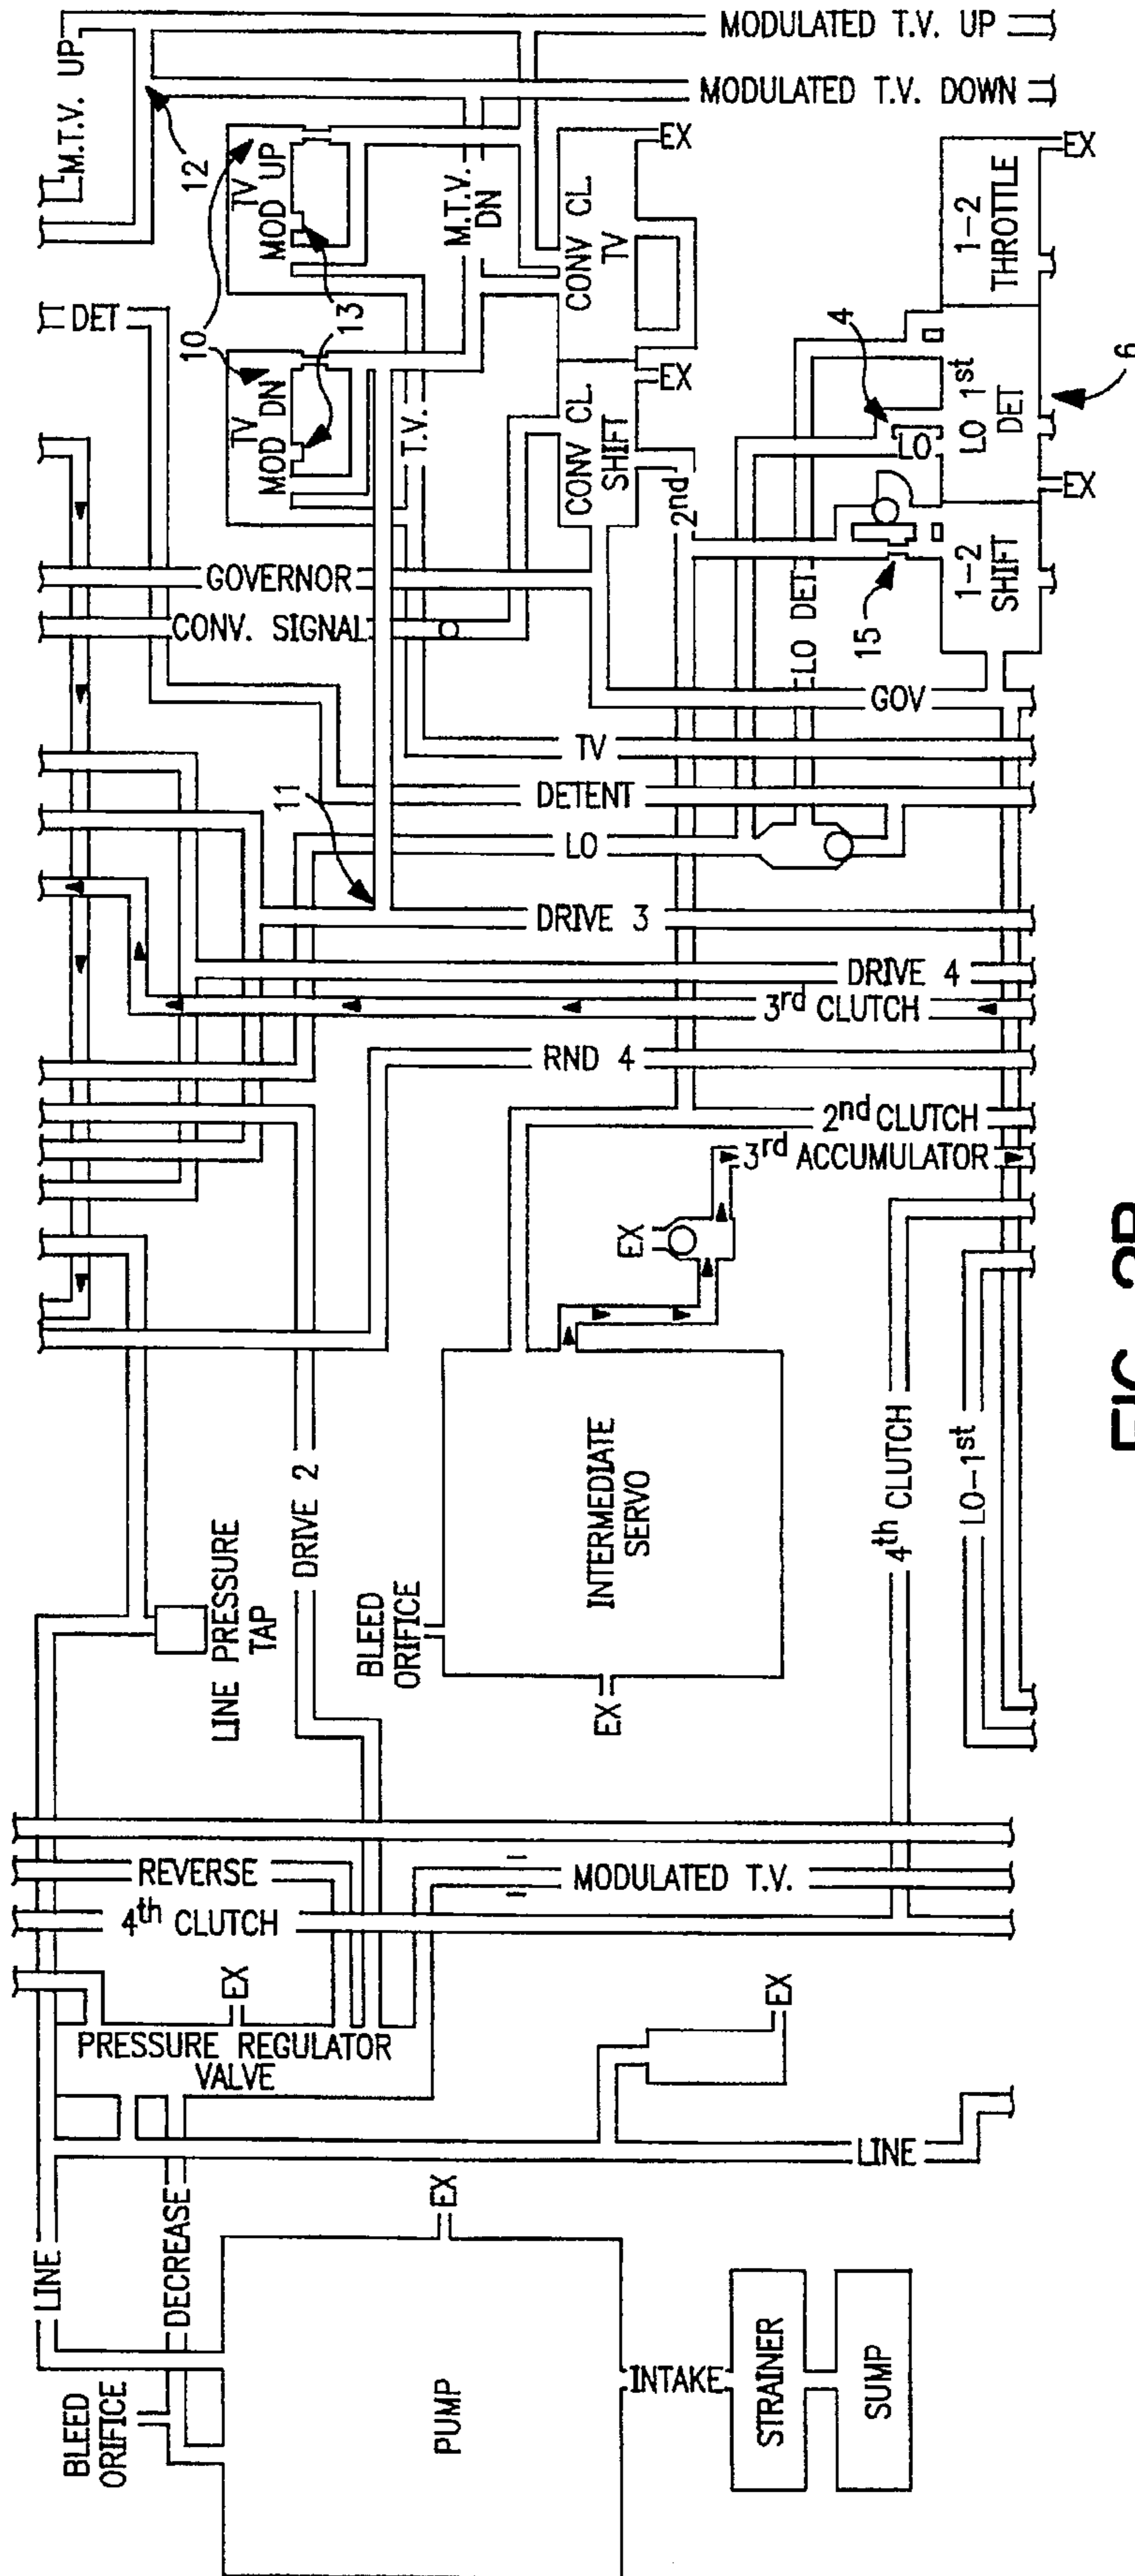 BLEED
ORIFICE
LINE
DECREASE
PUMP
EX
INTAKE
STRAINER
SUMP
PRESSURE REGULATOR
VALVE
EX
LINE
EX
REVERSE
4th CLUTCH
MODULATED T.V.
LINE PRESSURE
TAP
DRIVE 2
BLEED
ORIFICE
EX
INTERMEDIATE
SERVO
4th CLUTCH
LO-1st
EX
3rd ACCUMULATOR
2nd CLUTCH
RND 4
3rd CLUTCH
DRIVE 4
DRIVE 3
11
LO
DETENT
TV
GOV
CONV. SIGNAL
GOVERNOR
DET
10
TV
MOD DN
13
T.V.
TV
MOD UP
12
M.T.V. UP
M.T.V.
DN
MODULATED T.V. UP
MODULATED T.V. DOWN
CONV CL
SHIFT
EX
CONV CL
TV
EX
2nd
LO DET
15
4
LO
1-2
SHIFT
EX
LO 1st
DET
6
1-2
THROTTLE
EX